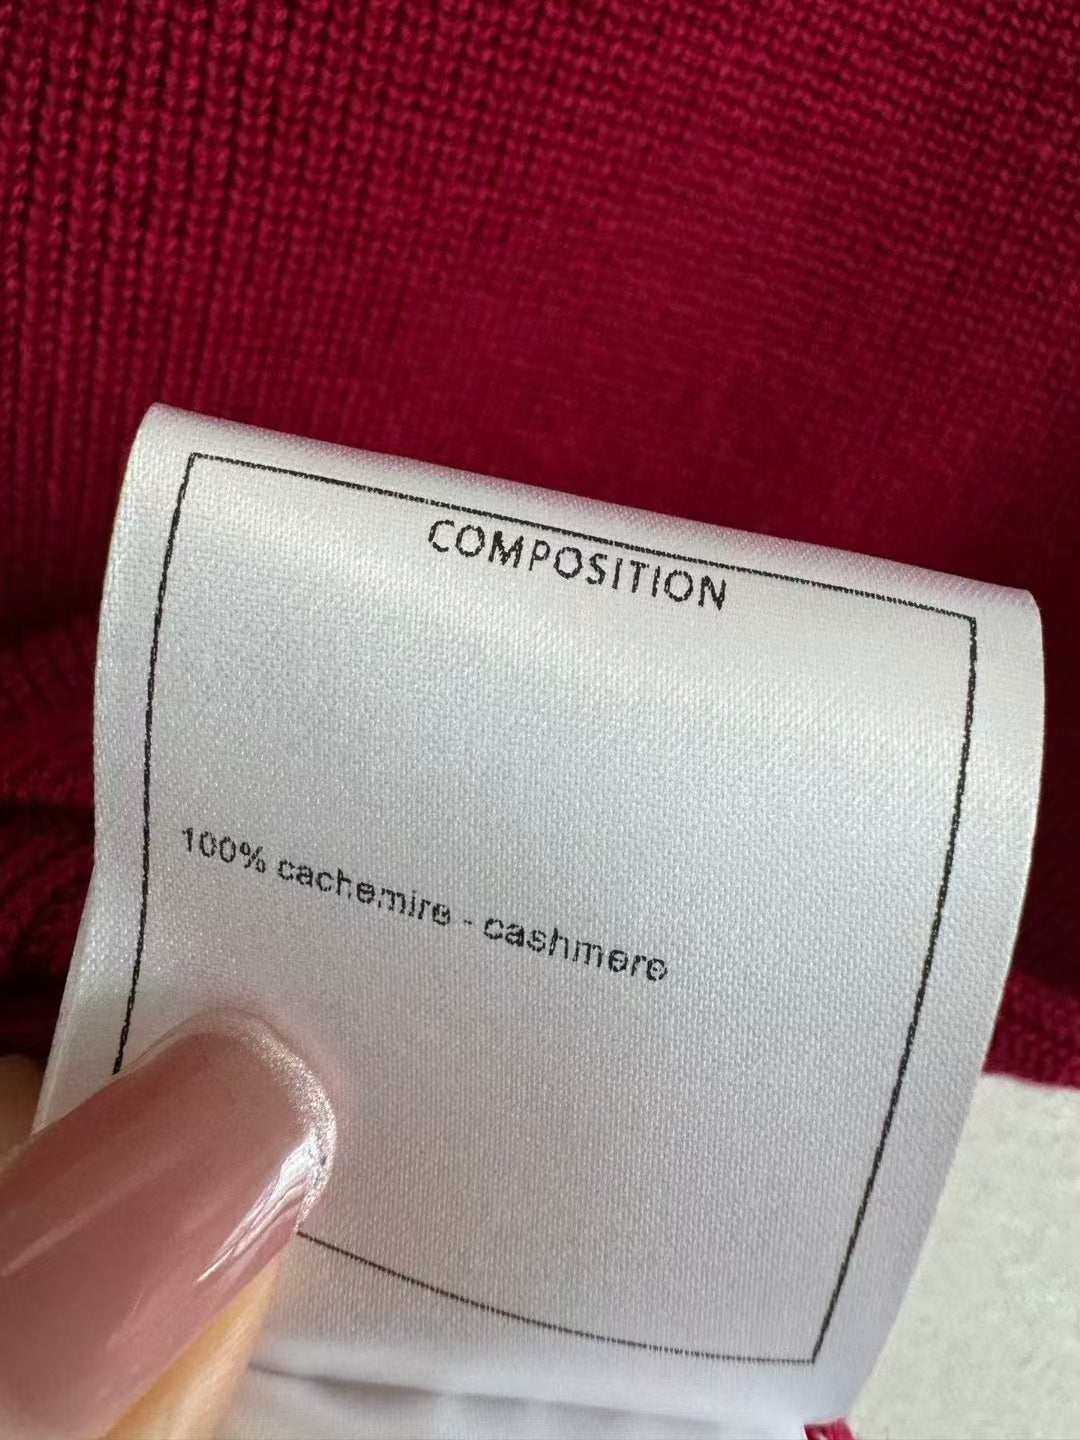 COMPOSITION
100% cachemire - cashmere